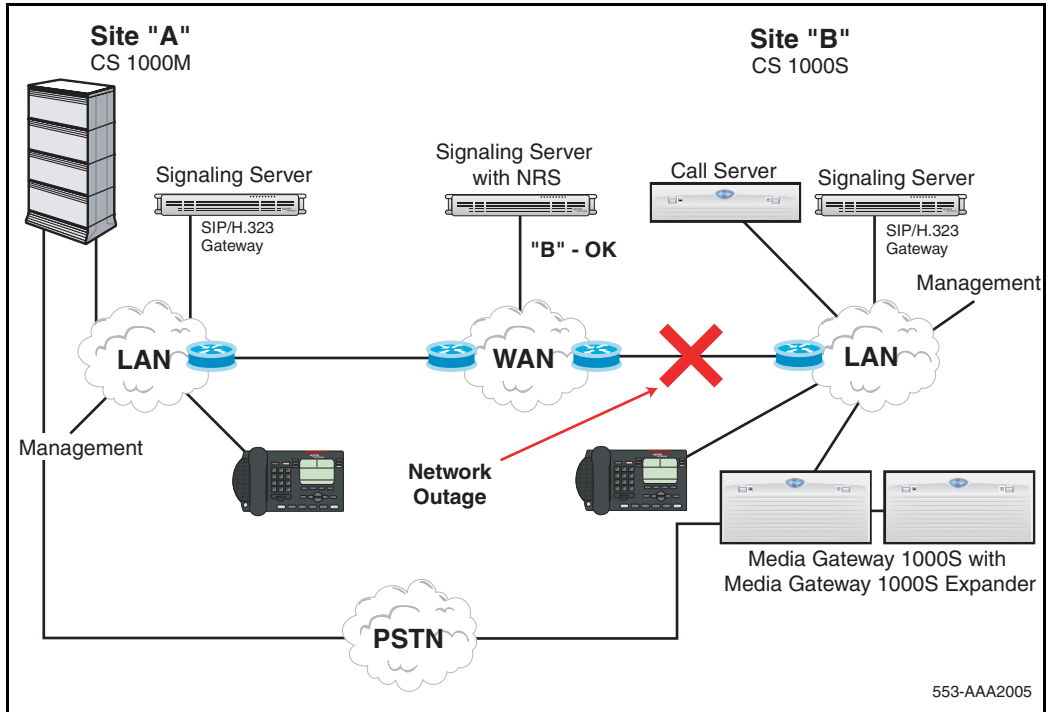 Site "A"
CS 1000M
Site "B"
CS 1000S
Signaling Server
SIP/H.323
Gateway
Signaling Server
with NRS
"B" - OK
Call Server
Signaling Server
SIP/H.323
Gateway
Management
LAN
WAN
LAN
Management
Network
Outage
Media Gateway 1000S with
Media Gateway 1000S Expander
PSTN
553-AAA2005